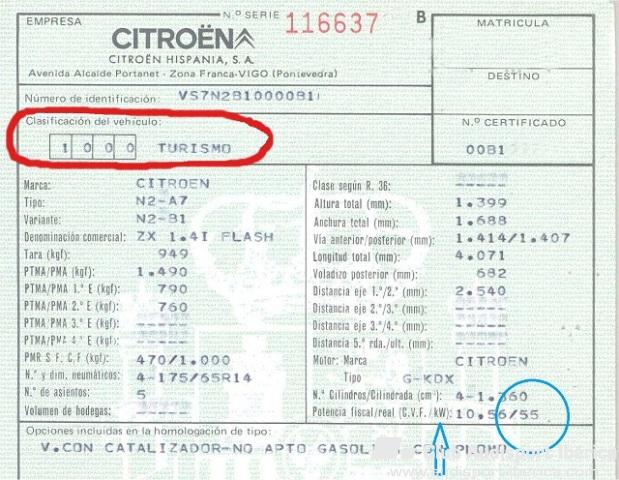 EMPRESA
N.º SERIE 116637 B
CITROËN
CITROËN HISPANIA, S. A.
Avenida Alcalde Portanet - Zona Franca-VIGO (Pontevedra)
MATRICULA
DESTINO
Número de identificación: VS7N2B10000B1
N.º CERTIFICADO
00B1
Clasificación del vehículo:
1000 TURISMO
Marca: CITROEN
Tipo: N2-A7
Variante: N2-B1
Denominación comercial: ZX 1.4I FLASH
Tara (kgf): 949
PTMA/PMA (kgf): 1.490
PTMA/PMA 1.º E (kgf): 790
PTMA/PMA 2.º E (kgf): 760
PTMA/PMA 3.º E (kgf): -----
PTMA/PMA 4.º E (kgf): -----
PMR S F. C.F (kgf): 470/1.000
N.º y dim. neumáticos: 4-175/65R14
N.º de asientos: 5
Volumen de bodegas: -----
Clase según R. 36: -----
Altura total (mm): 1.399
Anchura total (mm): 1.688
Via anterior/posterior (mm): 1.414/1.407
Longitud total (mm): 4.071
Voladizo posterior (mm): 682
Distancia eje 1.º/2.º (mm): 2.540
Distancia eje 2.º/3.º (mm): -----
Distancia eje 3.º/4.º (mm): -----
Distancia 5.ª rda./ult. (mm): -----
Motor: Marca CITROEN
Tipo G-KDX
N.º Cilindros/Cilindrada (cm³): 4-1.360
Potencia fiscal/real (C.V.F./kW): 10.56/55
Opciones incluidas en la homologación de tipo:
V.CON CATALIZADOR-NO APTO GASOLINAS CON PLOMO